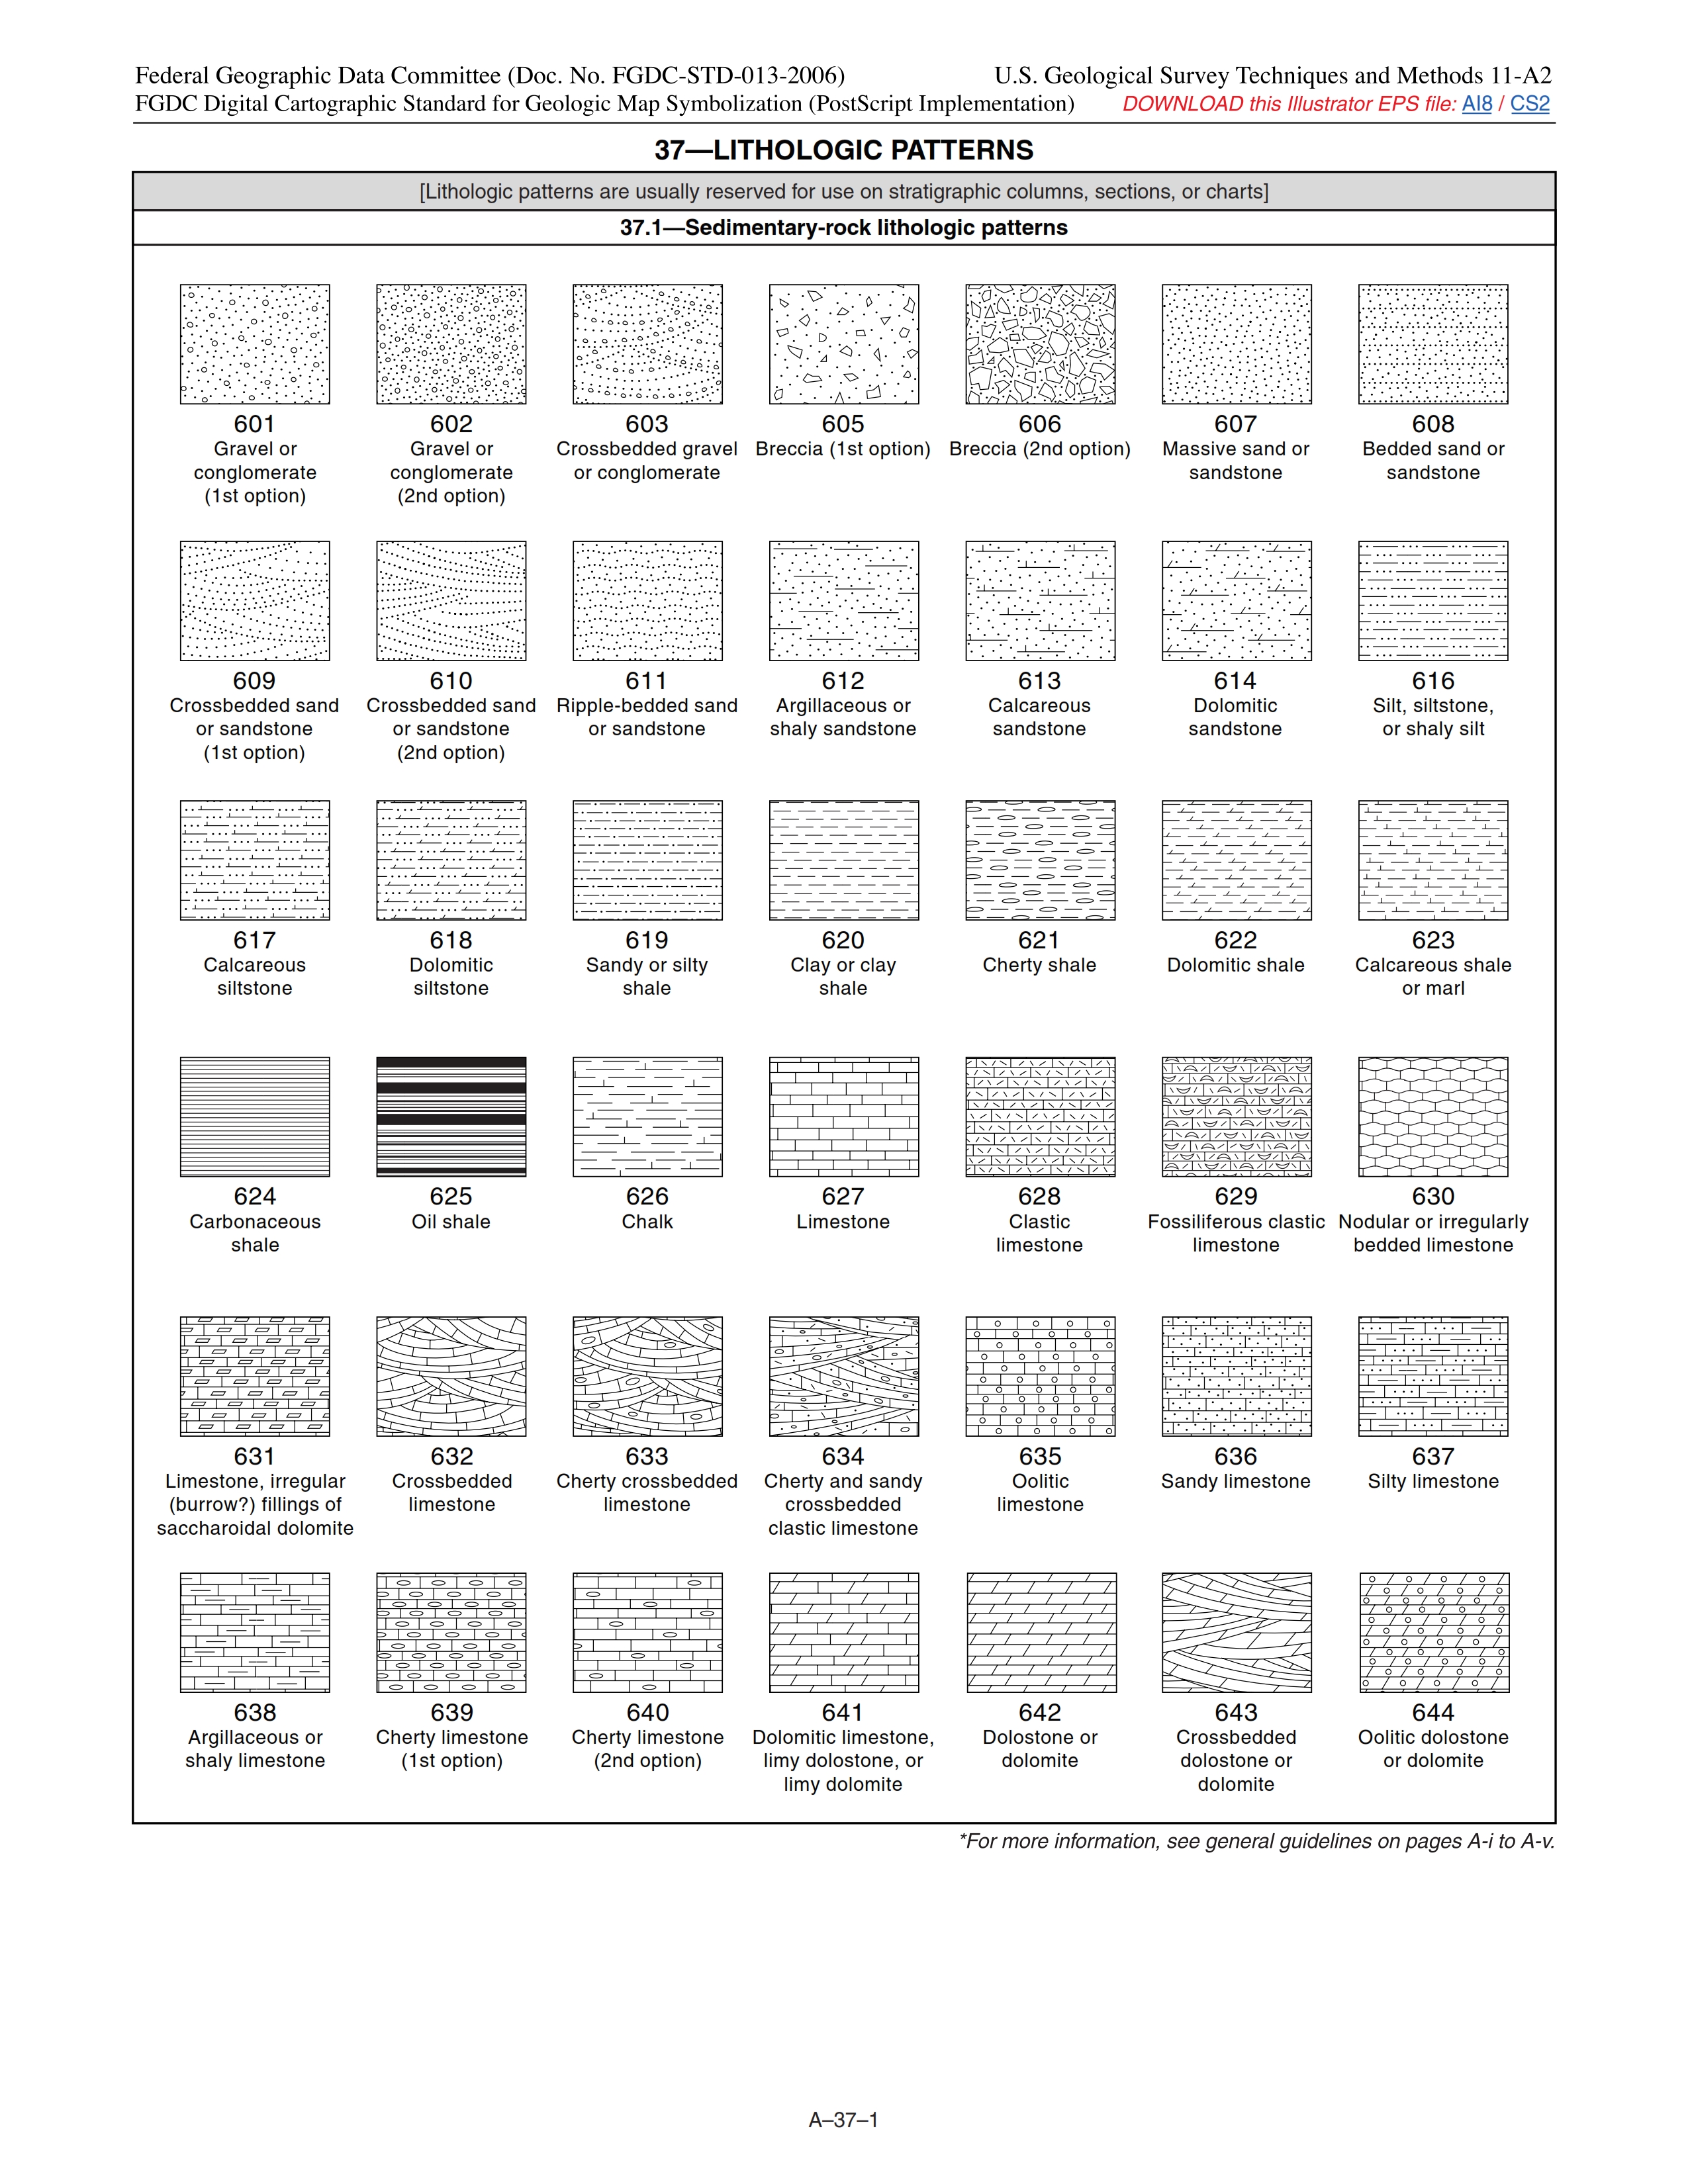 Federal Geographic Data Committee (Doc. No. FGDC-STD-013-2006) U.S. Geological Survey Techniques and Methods 11-A2
FGDC Digital Cartographic Standard for Geologic Map Symbolization (PostScript Implementation) DOWNLOAD this Illustrator EPS file: AI8 / CS2
37—LITHOLOGIC PATTERNS
[Lithologic patterns are usually reserved for use on stratigraphic columns, sections, or charts]
37.1—Sedimentary-rock lithologic patterns
601
Gravel or
conglomerate
(1st option)
602
Gravel or
conglomerate
(2nd option)
603
Crossbedded gravel
or conglomerate
605
Breccia (1st option)
606
Breccia (2nd option)
607
Massive sand or
sandstone
608
Bedded sand or
sandstone
609
Crossbedded sand
or sandstone
(1st option)
610
Crossbedded sand
or sandstone
(2nd option)
611
Ripple-bedded sand
or sandstone
612
Argillaceous or
shaly sandstone
613
Calcareous
sandstone
614
Dolomitic
sandstone
616
Silt, siltstone,
or shaly silt
617
Calcareous
siltstone
618
Dolomitic
siltstone
619
Sandy or silty
shale
620
Clay or clay
shale
621
Cherty shale
622
Dolomitic shale
623
Calcareous shale
or marl
624
Carbonaceous
shale
625
Oil shale
626
Chalk
627
Limestone
628
Clastic
limestone
629
Fossiliferous clastic
limestone
630
Nodular or irregularly
bedded limestone
631
Limestone, irregular
(burrow?) fillings of
saccharoidal dolomite
632
Crossbedded
limestone
633
Cherty crossbedded
limestone
634
Cherty and sandy
crossbedded
clastic limestone
635
Oolitic
limestone
636
Sandy limestone
637
Silty limestone
638
Argillaceous or
shaly limestone
639
Cherty limestone
(1st option)
640
Cherty limestone
(2nd option)
641
Dolomitic limestone,
limy dolostone, or
limy dolomite
642
Dolostone or
dolomite
643
Crossbedded
dolostone or
dolomite
644
Oolitic dolostone
or dolomite
*For more information, see general guidelines on pages A-i to A-v.
A–37–1